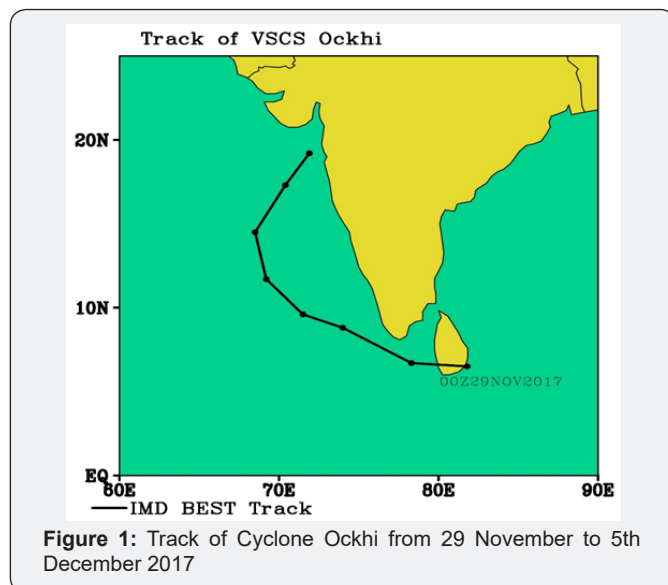 Track of VSCS Ockhi
20N
10N
EQ
60E 70E 80E 90E
00Z29NOV2017
IMD BEST Track
Figure 1: Track of Cyclone Ockhi from 29 November to 5th
December 2017